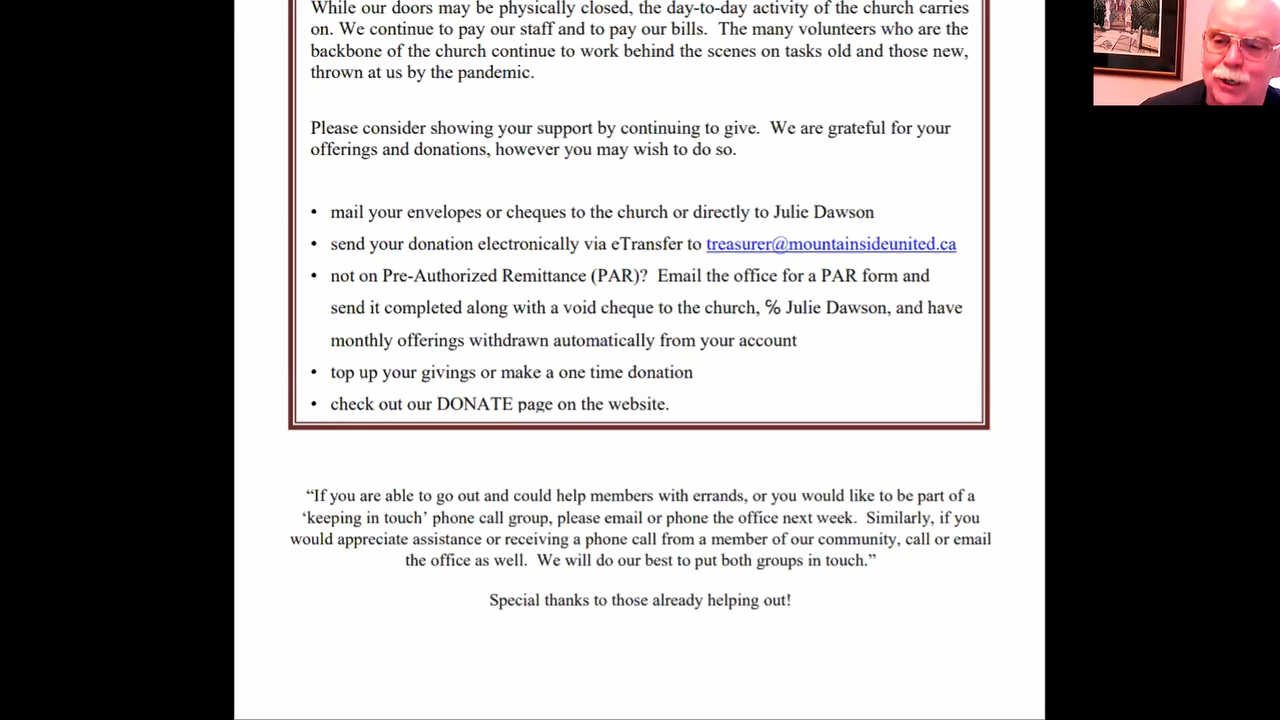 While our doors may be physically closed, the day-to-day activity of the church carries
on. We continue to pay our staff and to pay our bills.  The many volunteers who are the
backbone of the church continue to work behind the scenes on tasks old and those new,
thrown at us by the pandemic.
Please consider showing your support by continuing to give.  We are grateful for your
offerings and donations, however you may wish to do so.
• mail your envelopes or cheques to the church or directly to Julie Dawson
• send your donation electronically via eTransfer to treasurer@mountainsideunited.ca
• not on Pre-Authorized Remittance (PAR)?  Email the office for a PAR form and
send it completed along with a void cheque to the church, ℅ Julie Dawson, and have
monthly offerings withdrawn automatically from your account
• top up your givings or make a one time donation
• check out our DONATE page on the website.
“If you are able to go out and could help members with errands, or you would like to be part of a
‘keeping in touch’ phone call group, please email or phone the office next week.  Similarly, if you
would appreciate assistance or receiving a phone call from a member of our community, call or email
the office as well.  We will do our best to put both groups in touch.”
Special thanks to those already helping out!